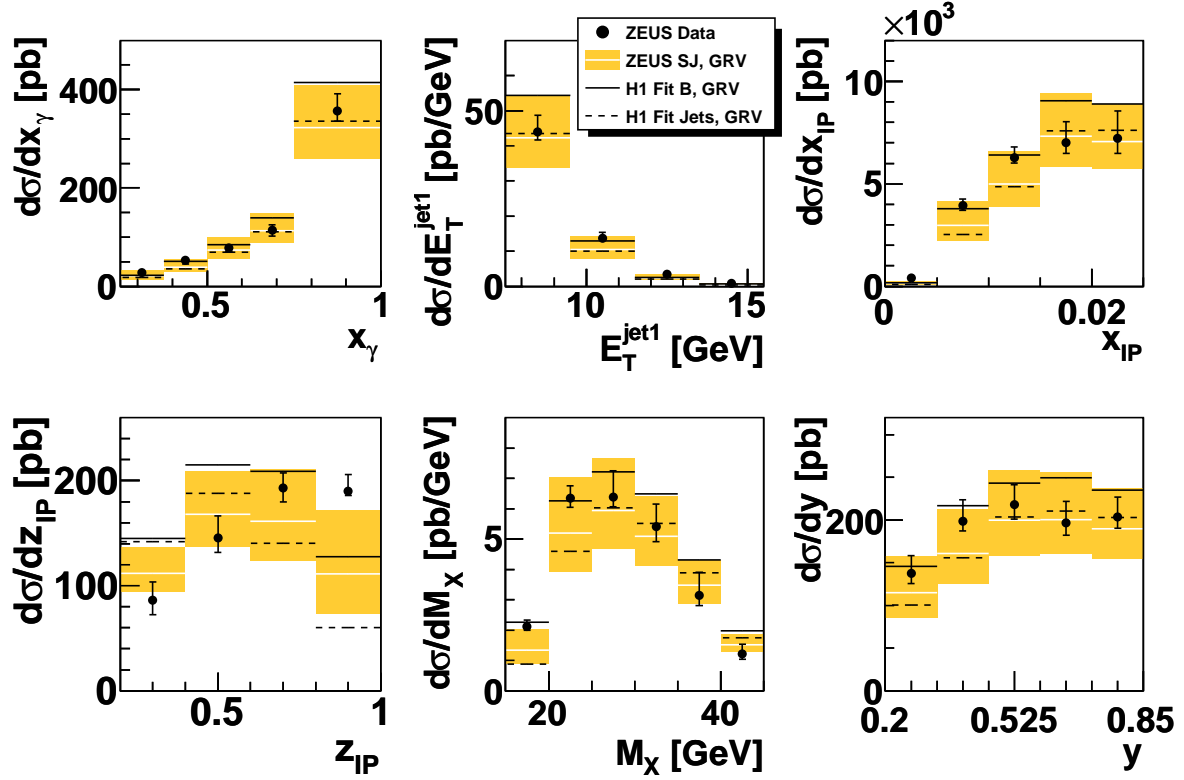 ZEUS Data
ZEUS SJ, GRV
H1 Fit B, GRV
H1 Fit Jets, GRV
dσ/dx_γ [pb]
400
200
0
0.5
1
x_γ
dσ/dE_T^jet1 [pb/GeV]
50
0
10
15
E_T^jet1 [GeV]
×10^3
dσ/dx_IP [pb]
10
5
0
0
0.02
x_IP
dσ/dz_IP [pb]
200
100
0
0.5
1
z_IP
dσ/dM_X [pb/GeV]
5
0
20
40
M_X [GeV]
dσ/dy [pb]
200
0
0.2
0.525
0.85
y